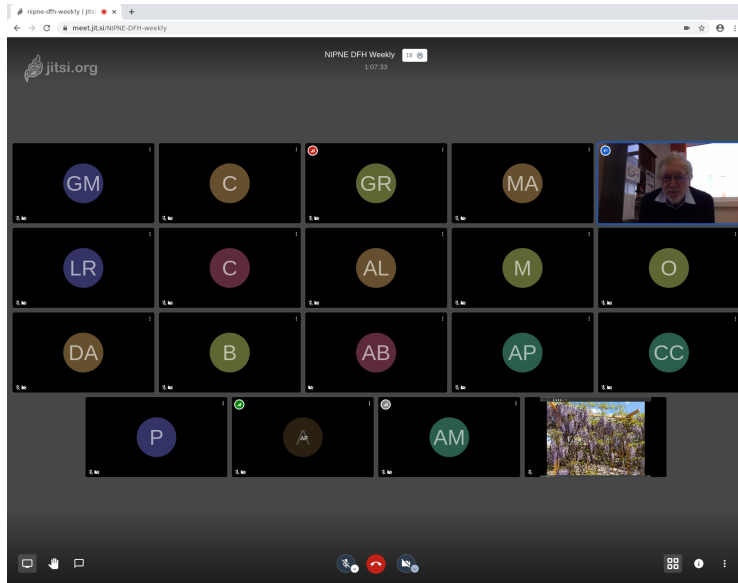 nipne-dfh-weekly | Jitsi
meet.jit.si/NIPNE-DFH-weekly
jitsi.org
NIPNE DFH Weekly 19
1:07:33
GM C GR MA
LR C AL M O
DA B AB AP CC
P A AP AM